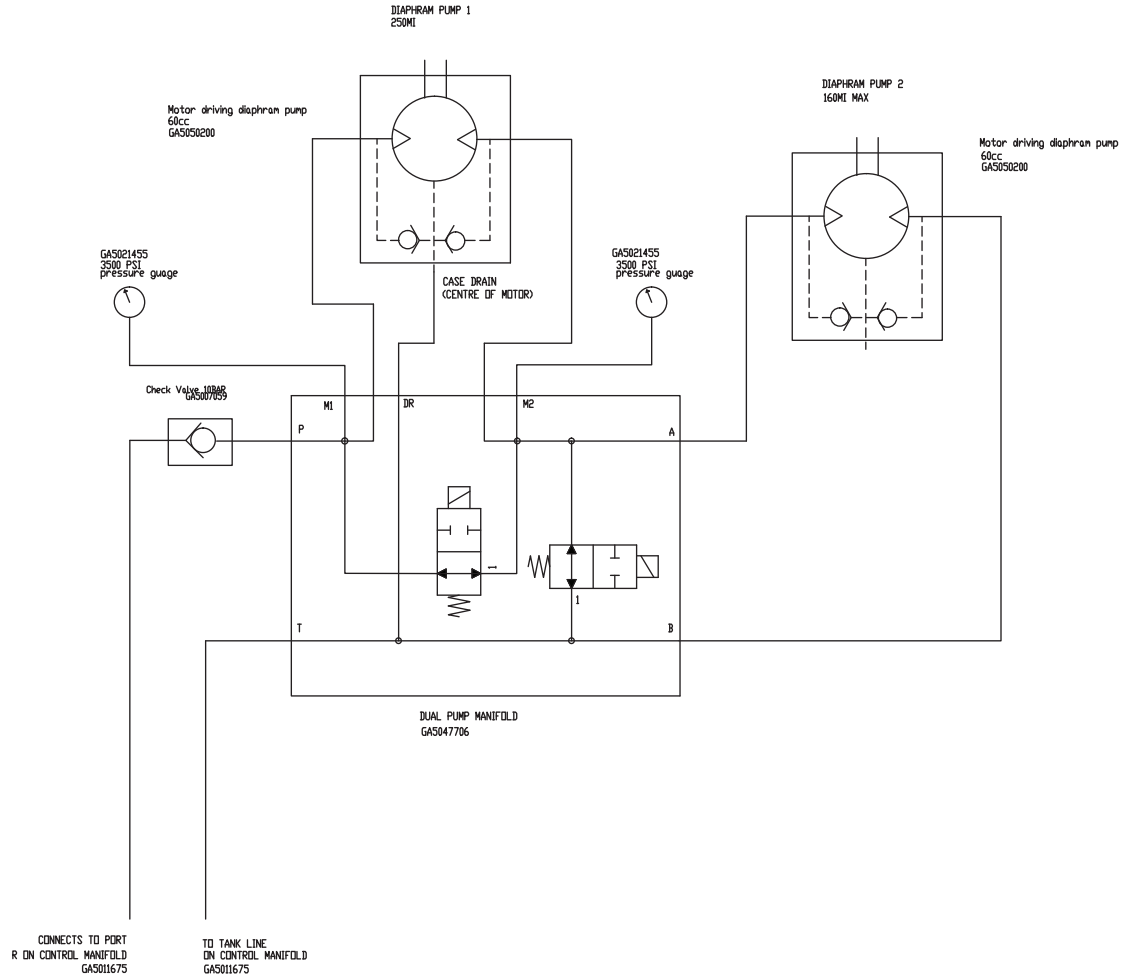 DIAPHRAM PUMP 1
250MI
DIAPHRAM PUMP 2
160MI MAX
Motor driving diaphram pump
60cc
GA5050200
Motor driving diaphram pump
60cc
GA5050200
GA5021455
3500 PSI
pressure guage
GA5021455
3500 PSI
pressure guage
CASE DRAIN
(CENTRE OF MOTOR)
Check Valve 10BAR
GA5007059
M1
DR
M2
P
A
1
1
T
B
DUAL PUMP MANIFOLD
GA5047706
CONNECTS TO PORT
R ON CONTROL MANIFOLD
GA5011675
TO TANK LINE
ON CONTROL MANIFOLD
GA5011675